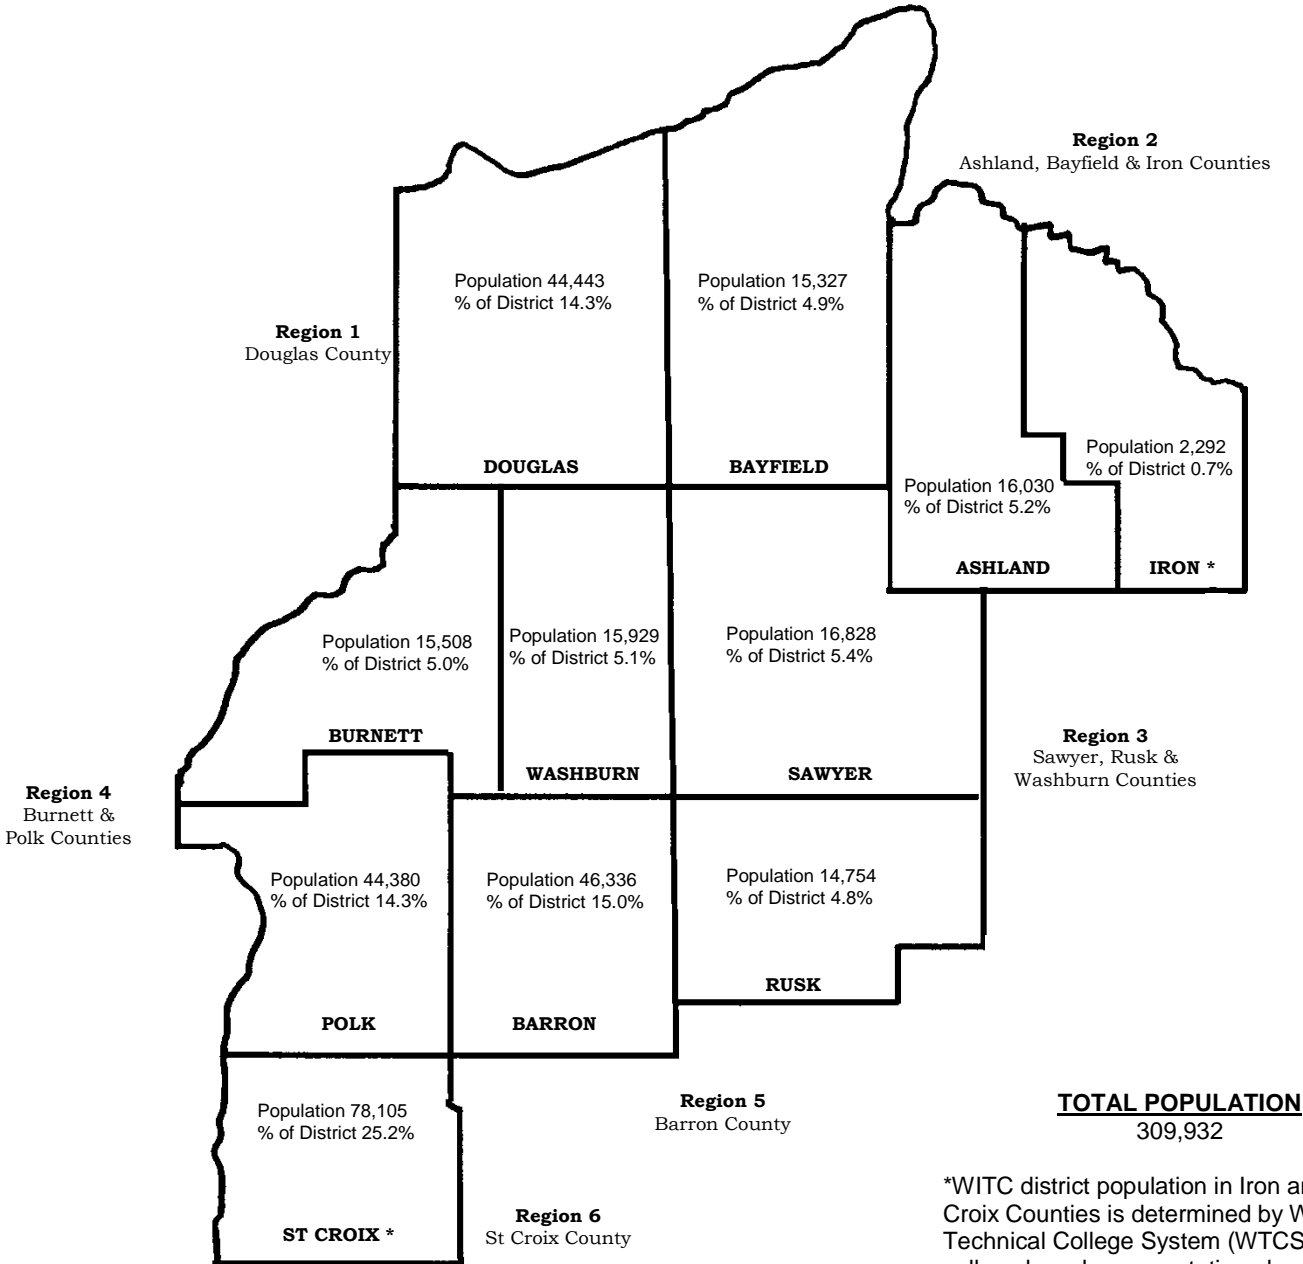 Region 2
Ashland, Bayfield & Iron Counties
Population 44,443
% of District 14.3%
Population 15,327
% of District 4.9%
Region 1
Douglas County
Population 2,292
% of District 0.7%
DOUGLAS
BAYFIELD
Population 16,030
% of District 5.2%
ASHLAND
IRON *
Population 15,508
% of District 5.0%
Population 15,929
% of District 5.1%
Population 16,828
% of District 5.4%
BURNETT
WASHBURN
SAWYER
Region 3
Sawyer, Rusk &
Washburn Counties
Region 4
Burnett &
Polk Counties
Population 44,380
% of District 14.3%
Population 46,336
% of District 15.0%
Population 14,754
% of District 4.8%
RUSK
POLK
BARRON
Population 78,105
% of District 25.2%
Region 5
Barron County
TOTAL POPULATION
309,932
ST CROIX *
Region 6
St Croix County
*WITC district population in Iron
Croix Counties is determined by
Technical College System (WTCS